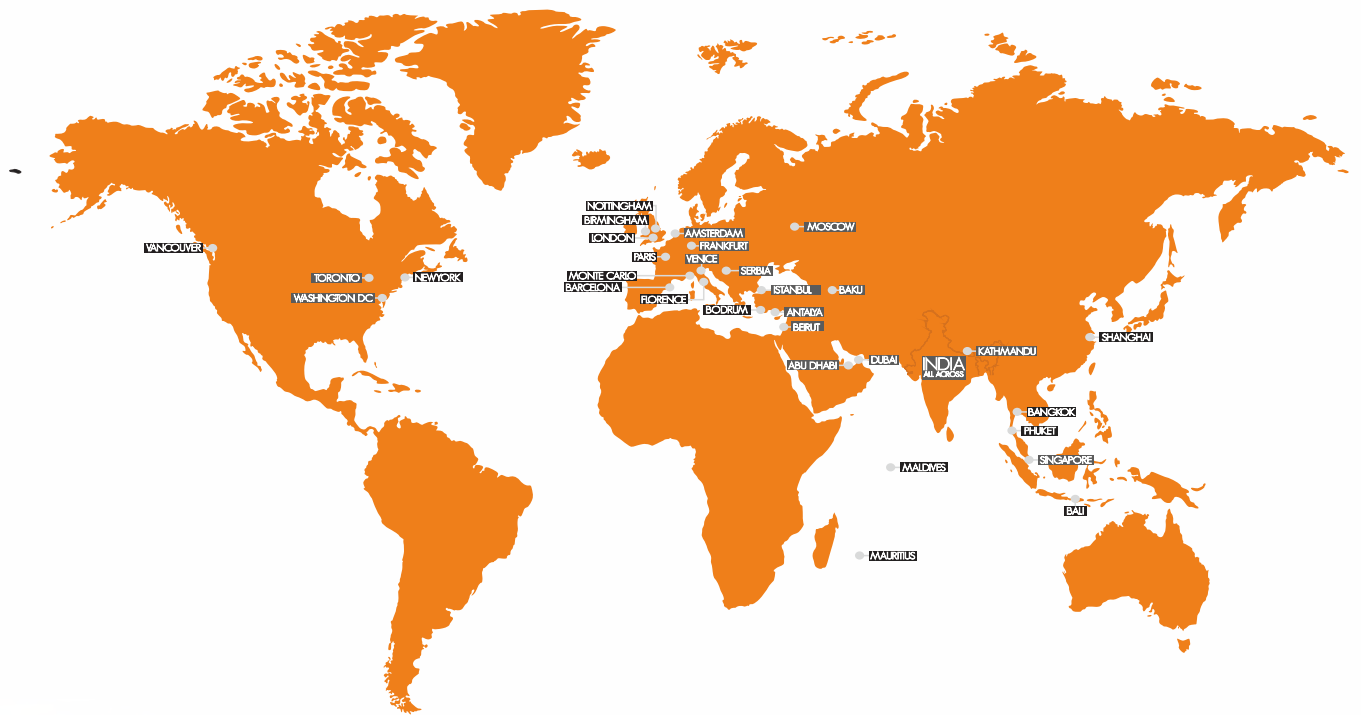 NOTTINGHAM
BIRMINGHAM
LONDON
AMSTERDAM
MOSCOW
VANCOUVER
FRANKFURT
PARIS
VENICE
TORONTO
NEWYORK
MONTE CARLO
SERBIA
BARCELONA
ISTANBUL
BAKU
WASHINGTON DC
FLORENCE
BODRUM
ANTALYA
BEIRUT
SHANGHAI
KATHMANDU
ABU DHABI
DUBAI
INDIA
ALL ACROSS
BANGKOK
PHUKET
SINGAPORE
MALDIVES
BALI
MAURITIUS